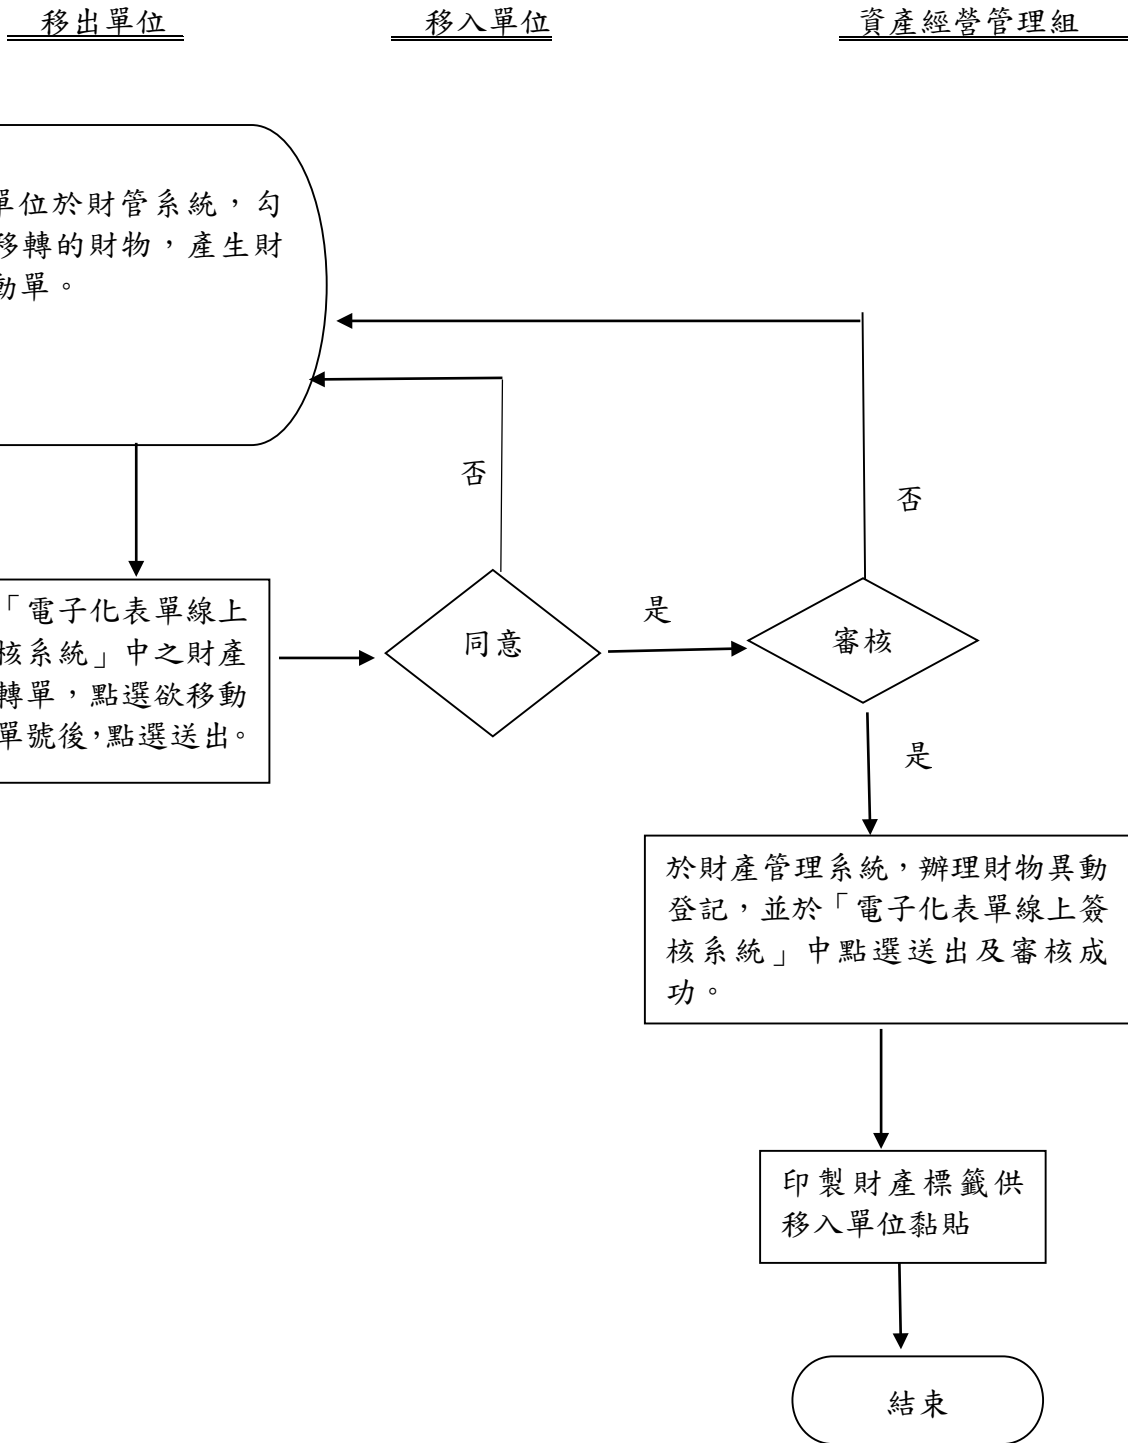 移出單位
移入單位
資產經營管理組
單位於財管系統，勾
移轉的財物，產生財
動單。
否
否
「電子化表單線上
核系統」中之財產
轉單，點選欲移動
單號後，點選送出。
同意
是
審核
是
於財產管理系統，辦理財物異動
登記，並於「電子化表單線上簽
核系統」中點選送出及審核成
功。
印製財產標籤供
移入單位黏貼
結束